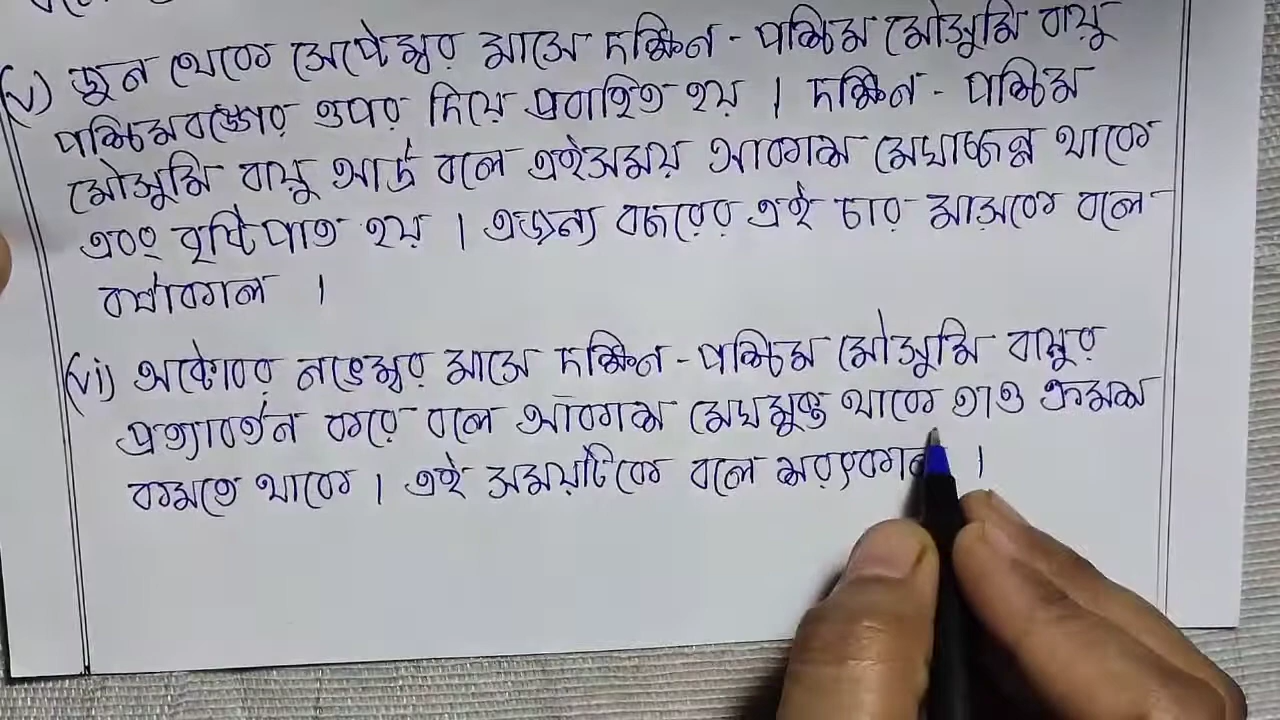 (v) জুন থেকে সেপ্টেম্বর মাসে দক্ষিন - পশ্চিম মৌসুমি বায়ু
পশ্চিমবঙ্গের ওপর দিয়ে প্রবাহিত হয় । দক্ষিন - পশ্চিম
মৌসুমি বায়ু আর্দ্র বলে এইসময় আকাশ মেঘাচ্ছন্ন থাকে
এবং বৃষ্টিপাত হয় । এজন্য বছরের এই চার মাসকে বলে
বর্ষাকাল ।
(vi) অক্টোবর নভেম্বর মাসে দক্ষিন - পশ্চিম মৌসুমি বায়ুর
প্রত্যাবর্তন করে বলে আকাশ মেঘমুক্ত থাকে তাও ক্রমশ
কমতে থাকে । এই সময়টিকে বলে শরৎকাল ।